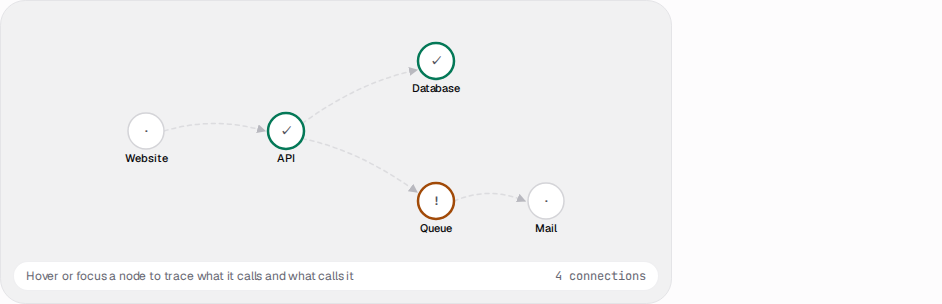 Database
Website
API
Queue
Mail
Hover or focus a node to trace what it calls and what calls it
4 connections